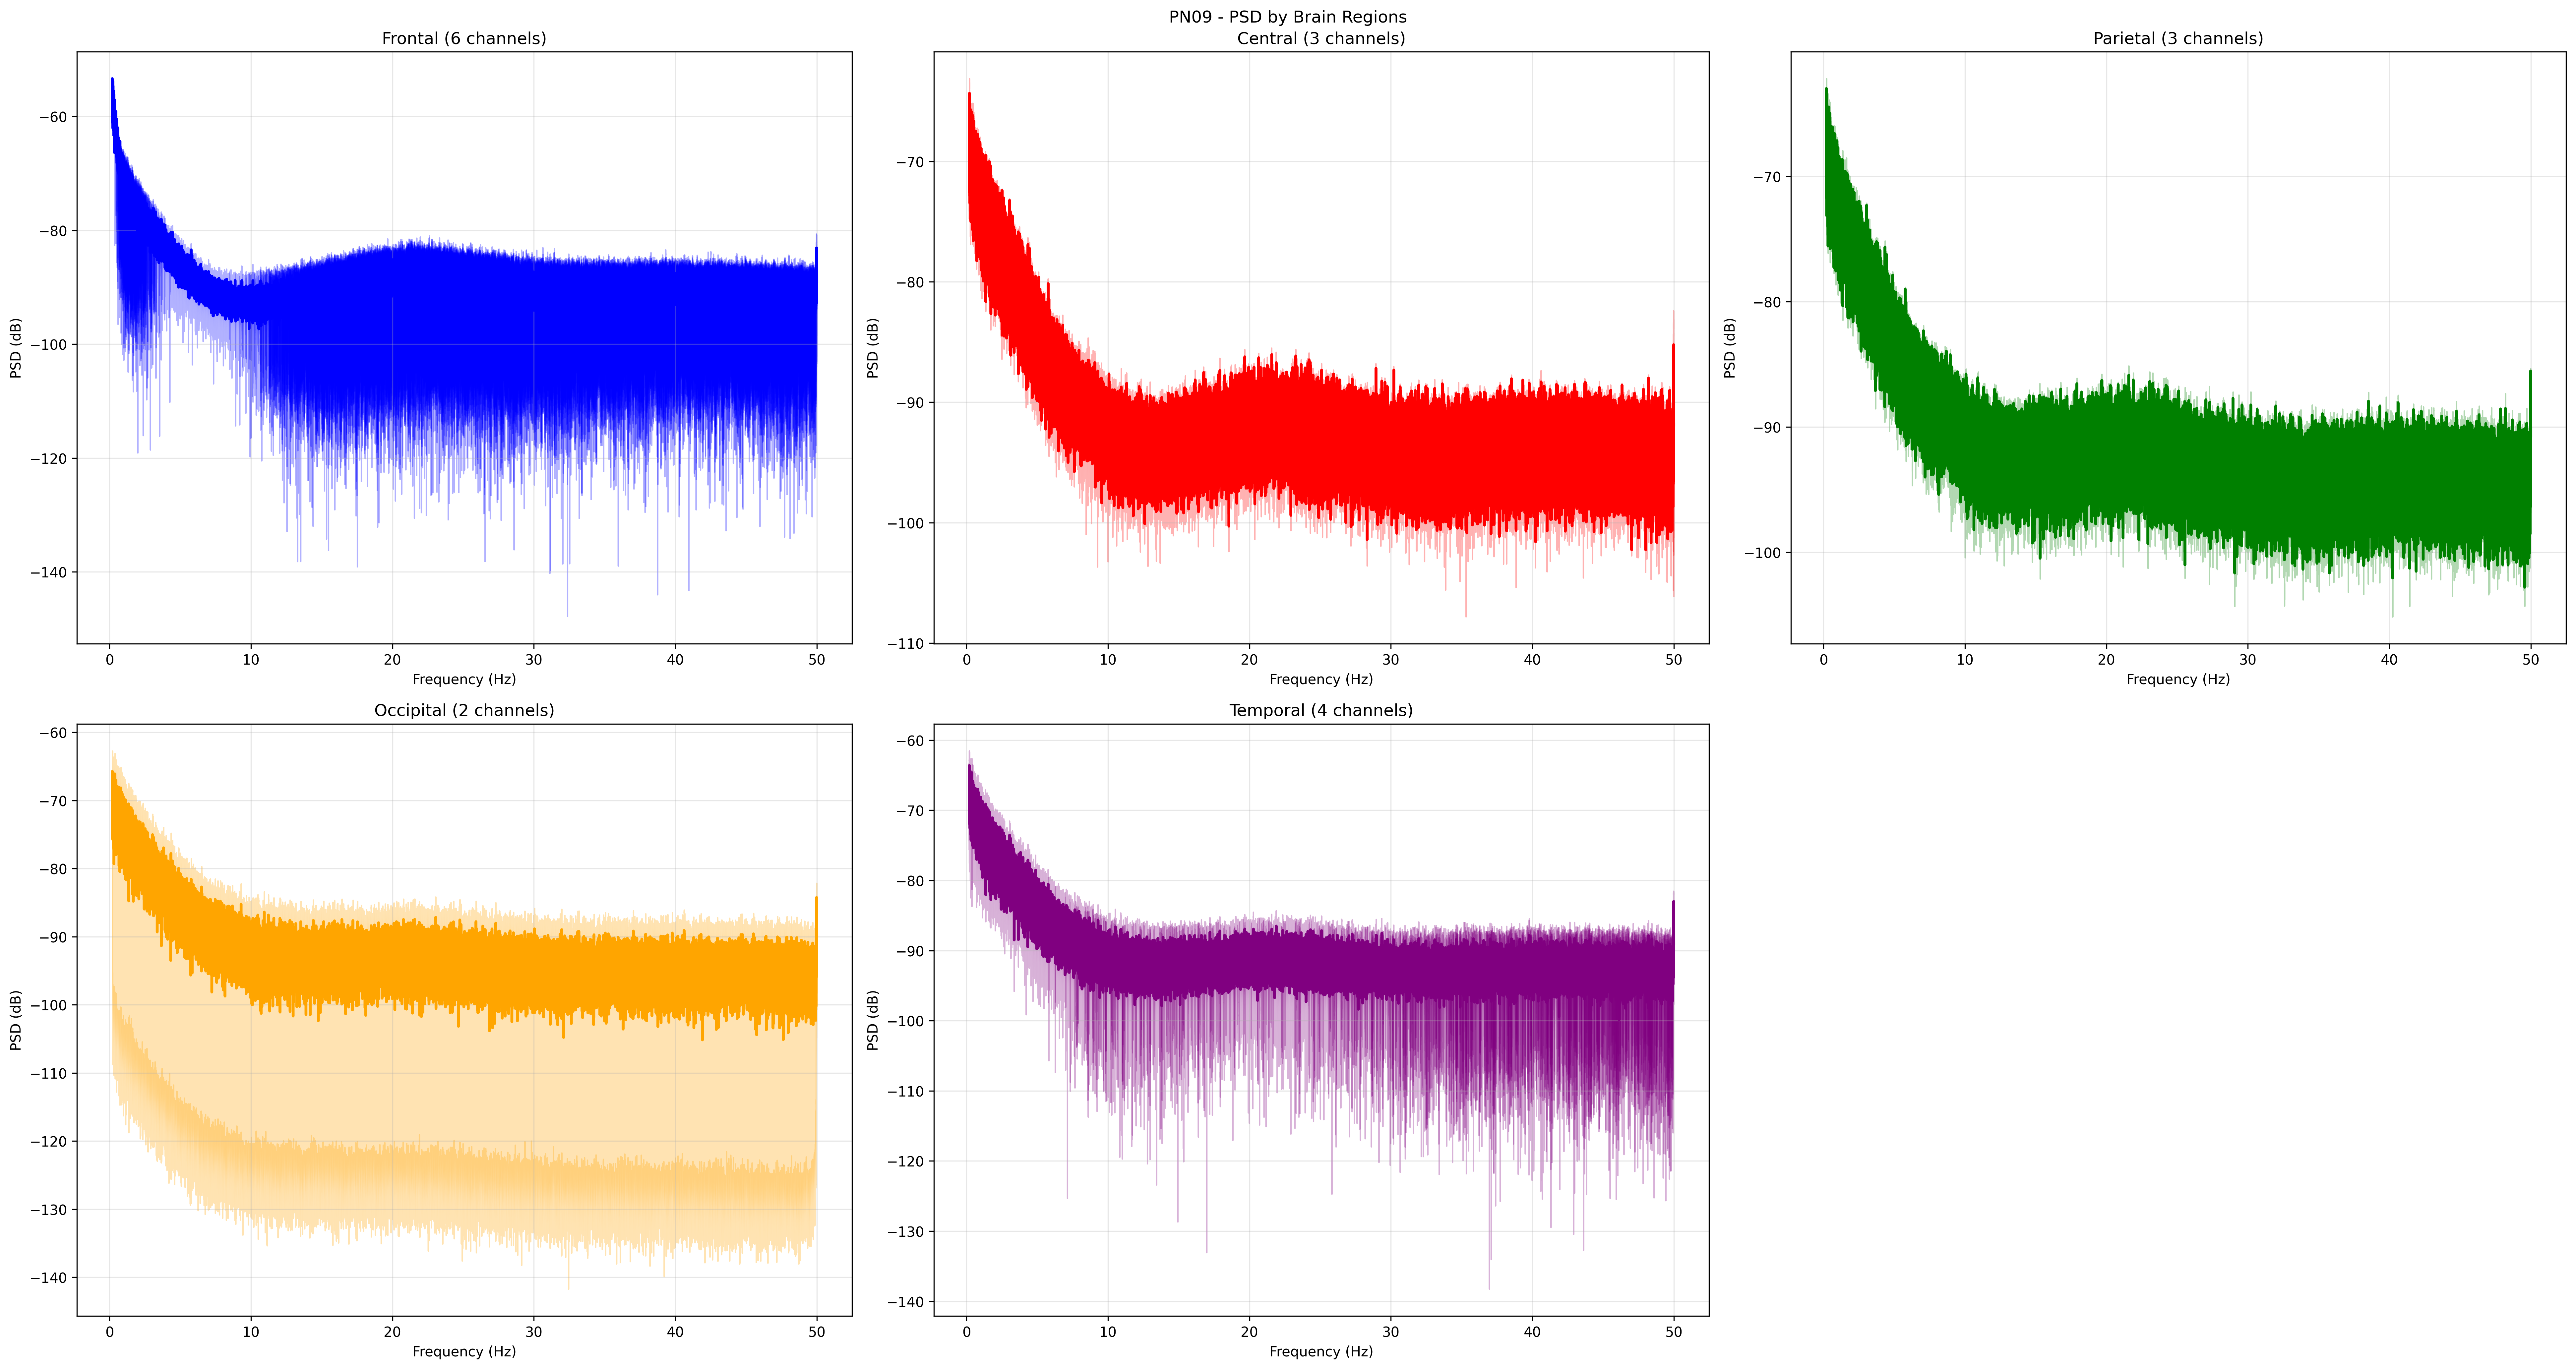 PN09 - PSD by Brain Regions
Frontal (6 channels)
Central (3 channels)
Parietal (3 channels)
PSD (dB)
−60
−80
−100
−120
−140
0 10 20 30 40 50
Frequency (Hz)
PSD (dB)
−70
−80
−90
−100
−110
0 10 20 30 40 50
Frequency (Hz)
PSD (dB)
−70
−80
−90
−100
0 10 20 30 40 50
Frequency (Hz)
Occipital (2 channels)
Temporal (4 channels)
PSD (dB)
−60
−70
−80
−90
−100
−110
−120
−130
−140
0 10 20 30 40 50
Frequency (Hz)
PSD (dB)
−60
−70
−80
−90
−100
−110
−120
−130
−140
0 10 20 30 40 50
Frequency (Hz)